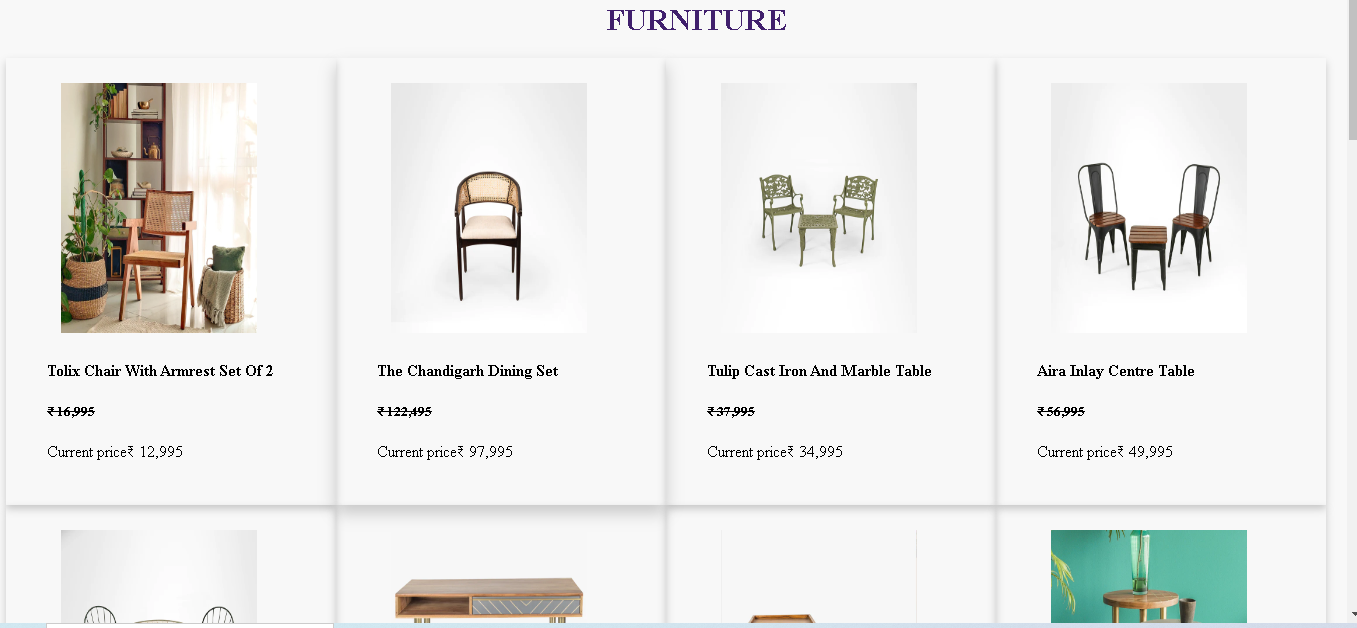 FURNITURE
Tolix Chair With Armrest Set Of 2
₹ 16,995
Current price₹ 12,995
The Chandigarh Dining Set
₹ 122,495
Current price₹ 97,995
Tulip Cast Iron And Marble Table
₹ 37,995
Current price₹ 34,995
Aira Inlay Centre Table
₹ 56,995
Current price₹ 49,995